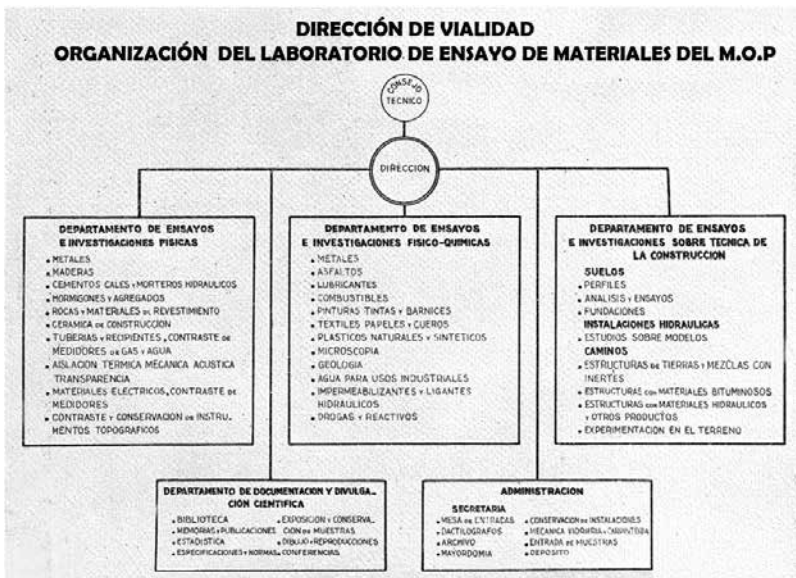 DIRECCIÓN DE VIALIDAD
ORGANIZACIÓN DEL LABORATORIO DE ENSAYO DE MATERIALES DEL M.O.P
CONSEJO
TECNICO
DIRECCION
DEPARTAMENTO DE ENSAYOS
E INVESTIGACIONES FISICAS
• METALES
• MADERAS
• CEMENTOS CALES Y MORTEROS HIDRAULICOS
• HORMIGONES Y AGREGADOS
• ROCAS Y MATERIALES DE REVESTIMIENTO
• CERAMICA DE CONSTRUCCION
• TUBERIAS Y RECIPIENTES, CONTRASTE DE
MEDIDORES DE GAS Y AGUA
• AISLACION TERMICA MECANICA ACUSTICA
TRANSPARENCIA
• MATERIALES ELECTRICOS, CONTRASTE DE
MEDIDORES
• CONTRASTE Y CONSERVACION DE INSTRU-
MENTOS TOPOGRAFICOS
DEPARTAMENTO DE ENSAYOS
E INVESTIGACIONES FISICO-QUIMICAS
• METALES
• ASFALTOS
• LUBRICANTES
• COMBUSTIBLES
• PINTURAS TINTAS Y BARNICES
• TEXTILES PAPELES Y CUEROS
• PLASTICOS NATURALES Y SINTETICOS
• MICROSCOPIA
• GEOLOGIA
• AGUA PARA USOS INDUSTRIALES
• IMPERMEABILIZANTES Y LIGANTES
HIDRAULICOS
• DROGAS Y REACTIVOS
DEPARTAMENTO DE ENSAYOS
E INVESTIGACIONES SOBRE TECNICA DE
LA CONSTRUCCION
SUELOS
• PERFILES
• ANALISIS Y ENSAYOS
• FUNDACIONES
INSTALACIONES HIDRAULICAS
• ESTUDIOS SOBRE MODELOS
CAMINOS
• ESTRUCTURAS DE TIERRAS Y MEZCLAS CON
INERTES
• ESTRUCTURAS CON MATERIALES BITUMINOSOS
• ESTRUCTURAS CON MATERIALES HIDRAULICOS
Y OTROS PRODUCTOS
• EXPERIMENTACION EN EL TERRENO
DEPARTAMENTO DE DOCUMENTACION Y DIVULGA-
CION CIENTIFICA
• BIBLIOTECA
• MEMORIAS Y PUBLICACIONES
• ESTADISTICA
• ESPECIFICACIONES Y NORMAS
• EXPOSICION Y CONSERVA-
CION DE MUESTRAS
• DIBUJO Y REPRODUCCIONES
• CONFERENCIAS
ADMINISTRACION
SECRETARIA
• MESA DE ENTRADAS
• DACTILOGRAFOS
• ARCHIVO
• MAYORDOMIA
• CONSERVACION DE INSTALACIONES
• MECANICA VIDRIERIA Y CARPINTERIA
• ENTRADA DE MUESTRAS
• DEPOSITO